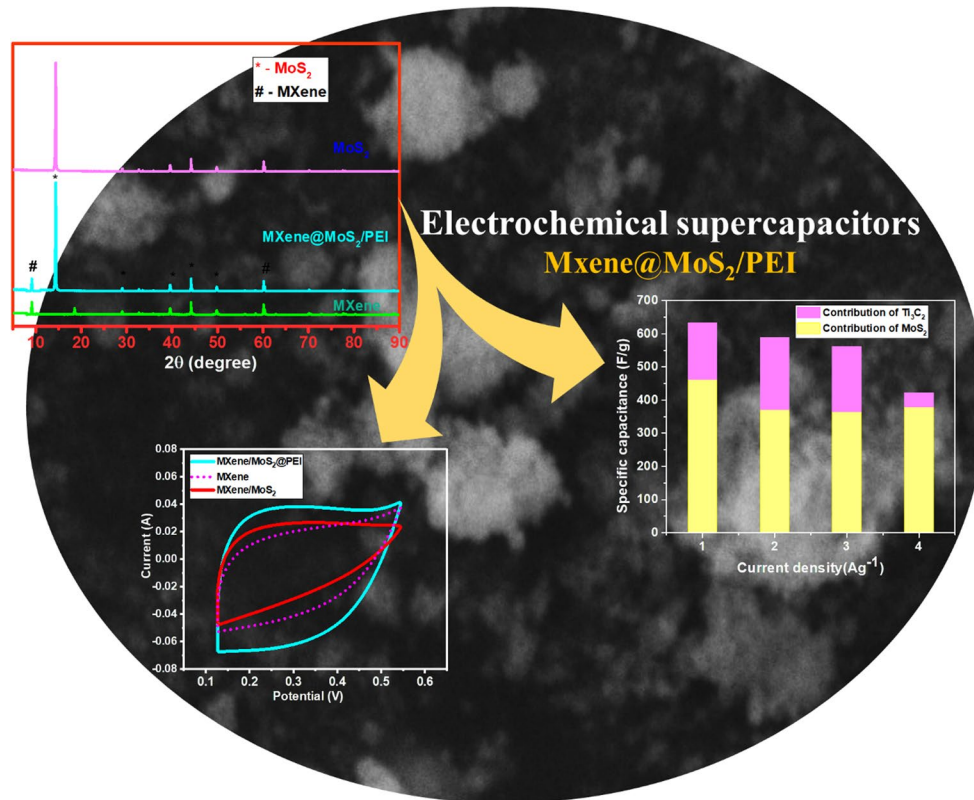 * - MoS₂
# - MXene
MoS₂
*
MXene@MoS₂/PEI
# * * * * #
MXene
10 20 30 40 50 60 70 80 90
2θ (degree)
Electrochemical supercapacitors
Mxene@MoS₂/PEI
700
600
500
400
300
200
100
0
Specific capacitance (F/g)
Contribution of Ti₃C₂
Contribution of MoS₂
1 2 3 4
Current density(Ag⁻¹)
0.08
0.06
0.04
0.02
0.00
-0.02
-0.04
-0.06
-0.08
Current (A)
MXene/MoS₂@PEI
MXene
MXene/MoS₂
0.1 0.2 0.3 0.4 0.5 0.6
Potential (V)